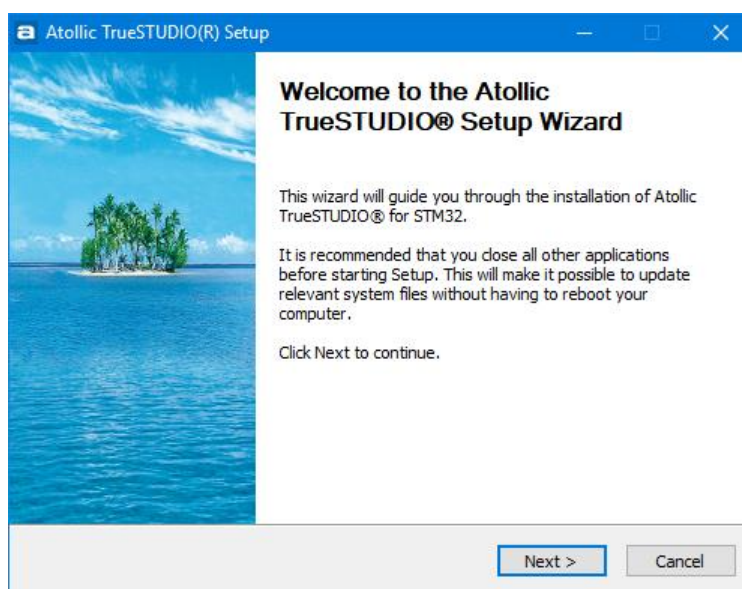 a Atollic TrueSTUDIO(R) Setup
Welcome to the Atollic
TrueSTUDIO® Setup Wizard
This wizard will guide you through the installation of Atollic
TrueSTUDIO® for STM32.
It is recommended that you close all other applications
before starting Setup. This will make it possible to update
relevant system files without having to reboot your
computer.
Click Next to continue.
Next >
Cancel